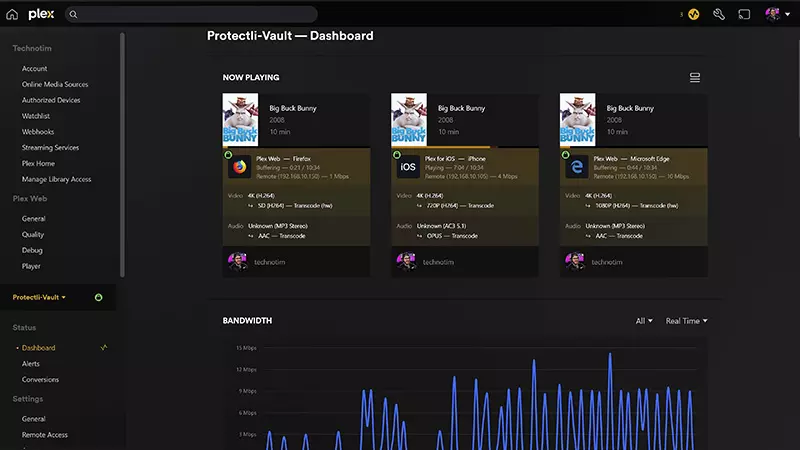 plex
3
Technotim
Account
Online Media Sources
Authorized Devices
Watchlist
Webhooks
Streaming Services
Plex Home
Manage Library Access
Plex Web
General
Quality
Debug
Player
Protectli-Vault
Status
Dashboard
Alerts
Conversions
Settings
General
Remote Access
Protectli-Vault — Dashboard
NOW PLAYING
Big Buck BUNNY
Big Buck Bunny
2008
10 min
Plex Web — Firefox
Buffering — 0:21 / 10:34
Remote (192.168.10.150) — 1 Mbps
Video 4K (H.264)
↪ SD (H264) — Transcode (hw)
Audio Unknown (MP3 Stereo)
↪ AAC — Transcode
technotim
Big Buck BUNNY
Big Buck Bunny
2008
10 min
iOS
Plex for iOS — iPhone
Playing — 7:04 / 10:34
Remote (192.168.10.105) — 4 Mbps
Video 4K (H.264)
↪ 720P (H264) — Transcode (hw)
Audio Unknown (AC3 5.1)
↪ OPUS — Transcode
technotim
Big Buck BUNNY
Big Buck Bunny
2008
10 min
Plex Web — Microsoft Edge
Buffering — 0:44 / 10:34
Remote (192.168.10.150) — 10 Mbps
Video 4K (H.264)
↪ 1080P (H264) — Transcode (hw)
Audio Unknown (MP3 Stereo)
↪ AAC — Transcode
technotim
BANDWIDTH
All
Real Time
15 Mbps
12 Mbps
9 Mbps
6 Mbps
3 Mbps